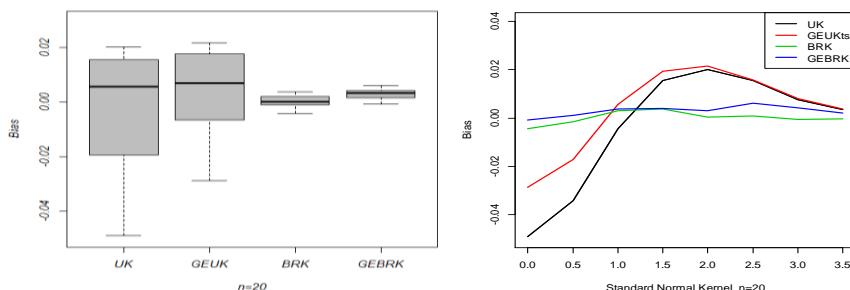 Bias
0.02
0.00
-0.02
-0.04
UK
GEUK
BRK
GEBRK
n=20
Bias
0.04
0.02
0.00
-0.02
-0.04
UK
GEUKts
BRK
GEBRK
0.0 0.5 1.0 1.5 2.0 2.5 3.0 3.5
Standard Normal Kernel, n=20